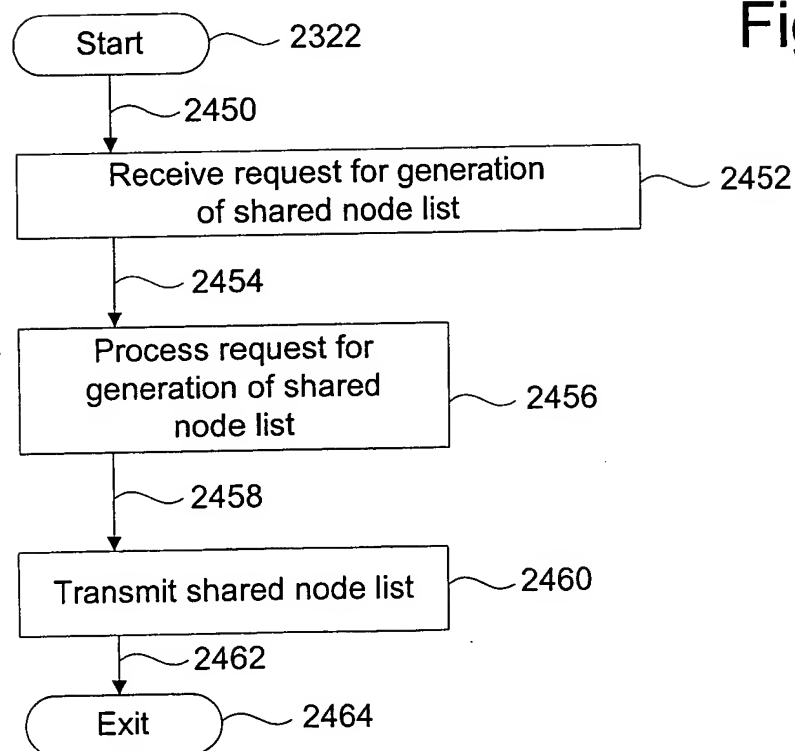 Fig
Start
2322
2450
Receive request for generation
of shared node list
2452
2454
Process request for
generation of shared
node list
2456
2458
Transmit shared node list
2460
2462
Exit
2464